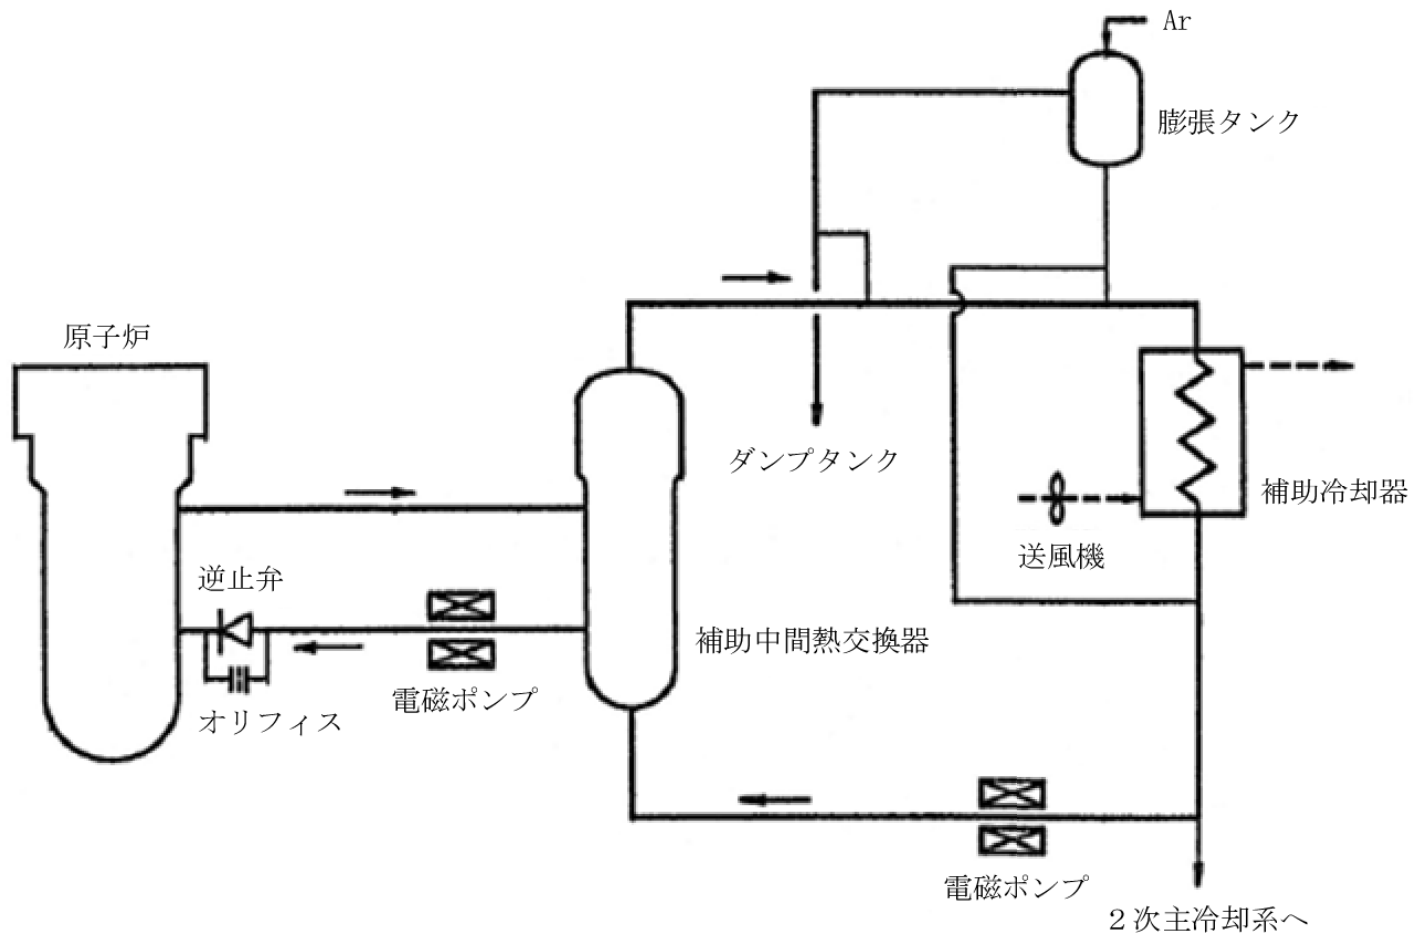 Ar
膨張タンク
原子炉
ダンプタンク
補助冷却器
送風機
逆止弁
補助中間熱交換器
電磁ポンプ
オリフィス
電磁ポンプ
２次主冷却系へ